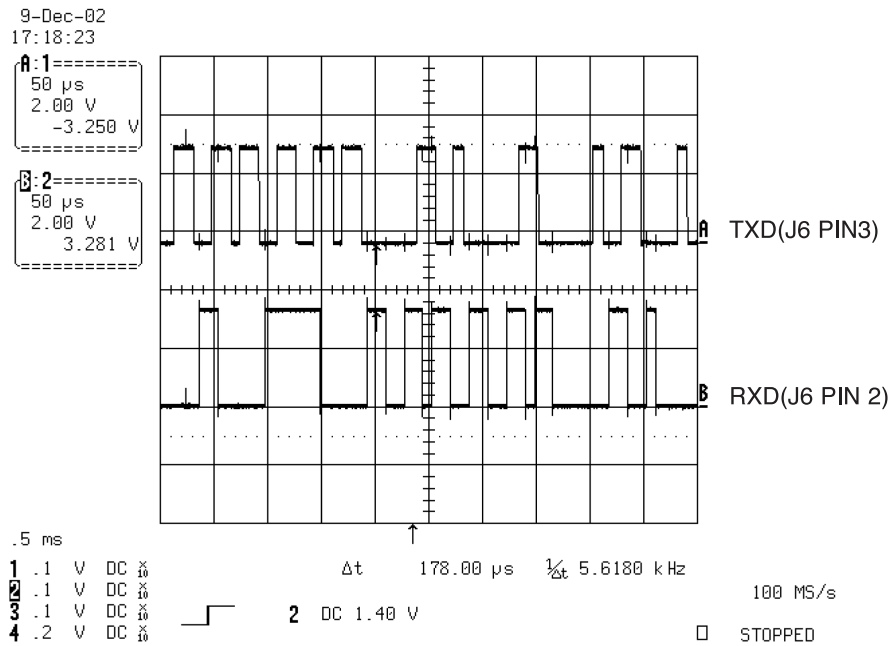 9-Dec-02
17:18:23
A:1
50 µs
2.00 V
-3.250 V
B:2
50 µs
2.00 V
3.281 V
A TXD(J6 PIN3)
B RXD(J6 PIN 2)
.5 ms
1 .1 V DC x10
2 .1 V DC x10
3 .1 V DC x10
4 .2 V DC x10
Δt 178.00 µs 1/Δt 5.6180 kHz
2 DC 1.40 V
100 MS/s
STOPPED